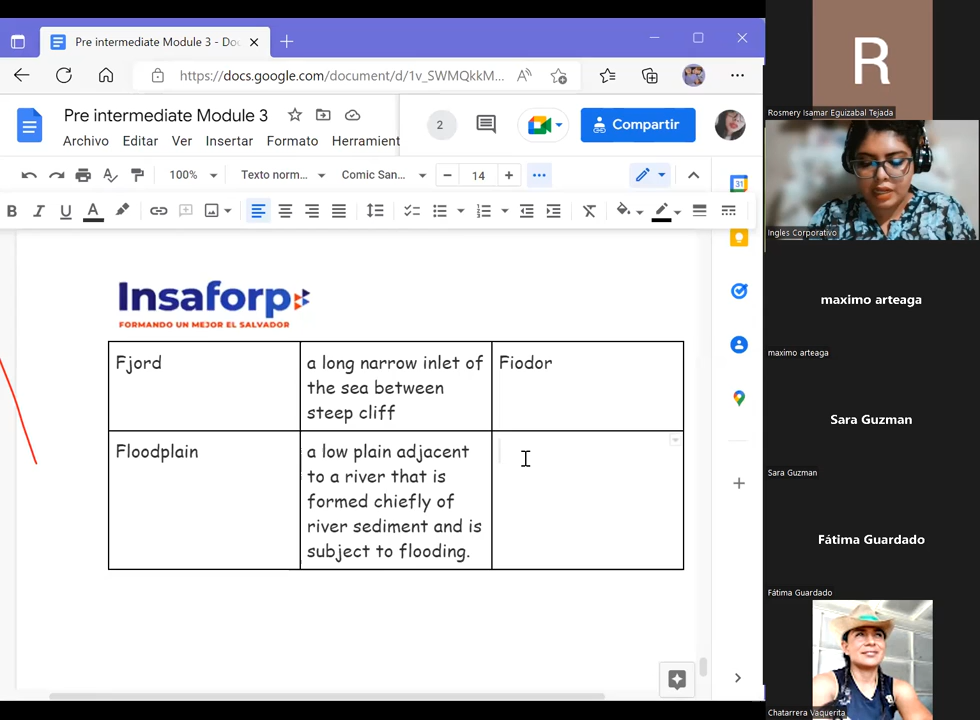 Pre intermediate Module 3 - Doc
https://docs.google.com/document/d/1v_SWMQkkM...
Pre intermediate Module 3
Archivo Editar Ver Insertar Formato Herramient
2
Compartir
100% Texto norm... Comic San... 14
Insaforp
FORMANDO UN MEJOR EL SALVADOR
Fjord
a long narrow inlet of
the sea between
steep cliff
Fiodor
Floodplain
a low plain adjacent
to a river that is
formed chiefly of
river sediment and is
subject to flooding.
R
Rosmery Isamar Eguizabal Tejada
Ingles Corporativo
maximo arteaga
maximo arteaga
Sara Guzman
Sara Guzman
Fátima Guardado
Fátima Guardado
Chatarrera Vaquerita